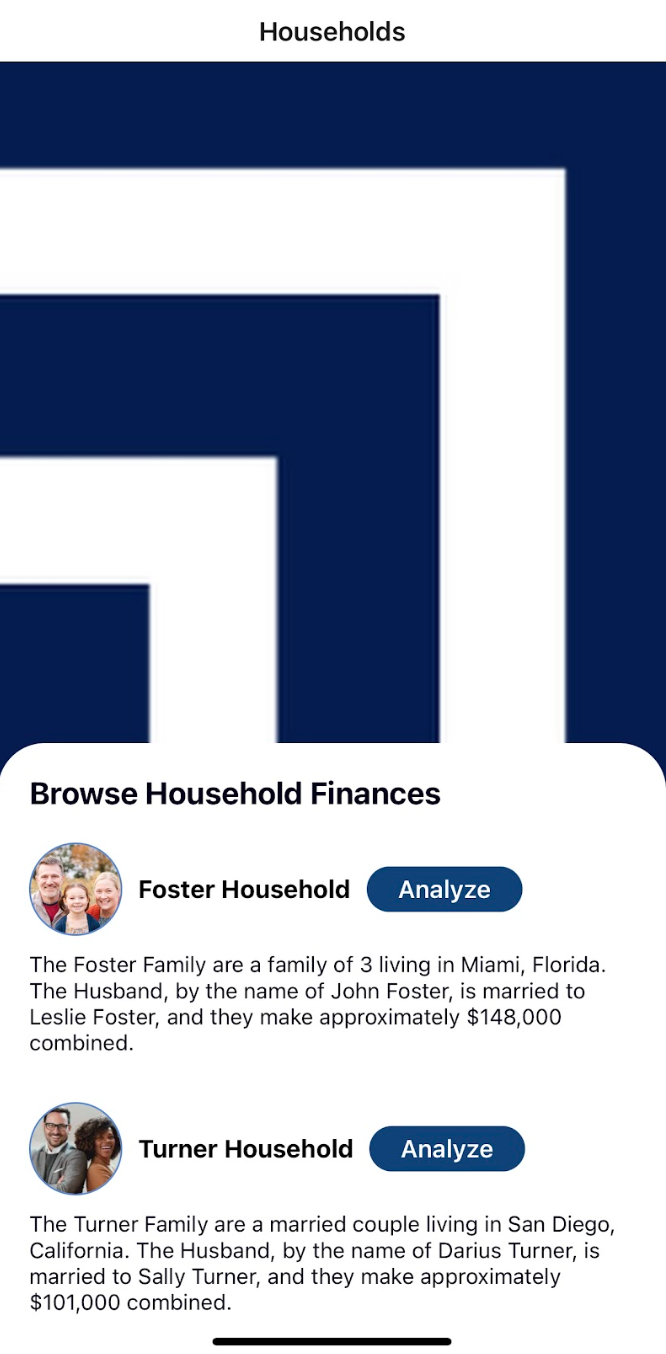 Households
Browse Household Finances
Foster Household
Analyze
The Foster Family are a family of 3 living in Miami, Florida.
The Husband, by the name of John Foster, is married to
Leslie Foster, and they make approximately $148,000
combined.
Turner Household
Analyze
The Turner Family are a married couple living in San Diego,
California. The Husband, by the name of Darius Turner, is
married to Sally Turner, and they make approximately
$101,000 combined.